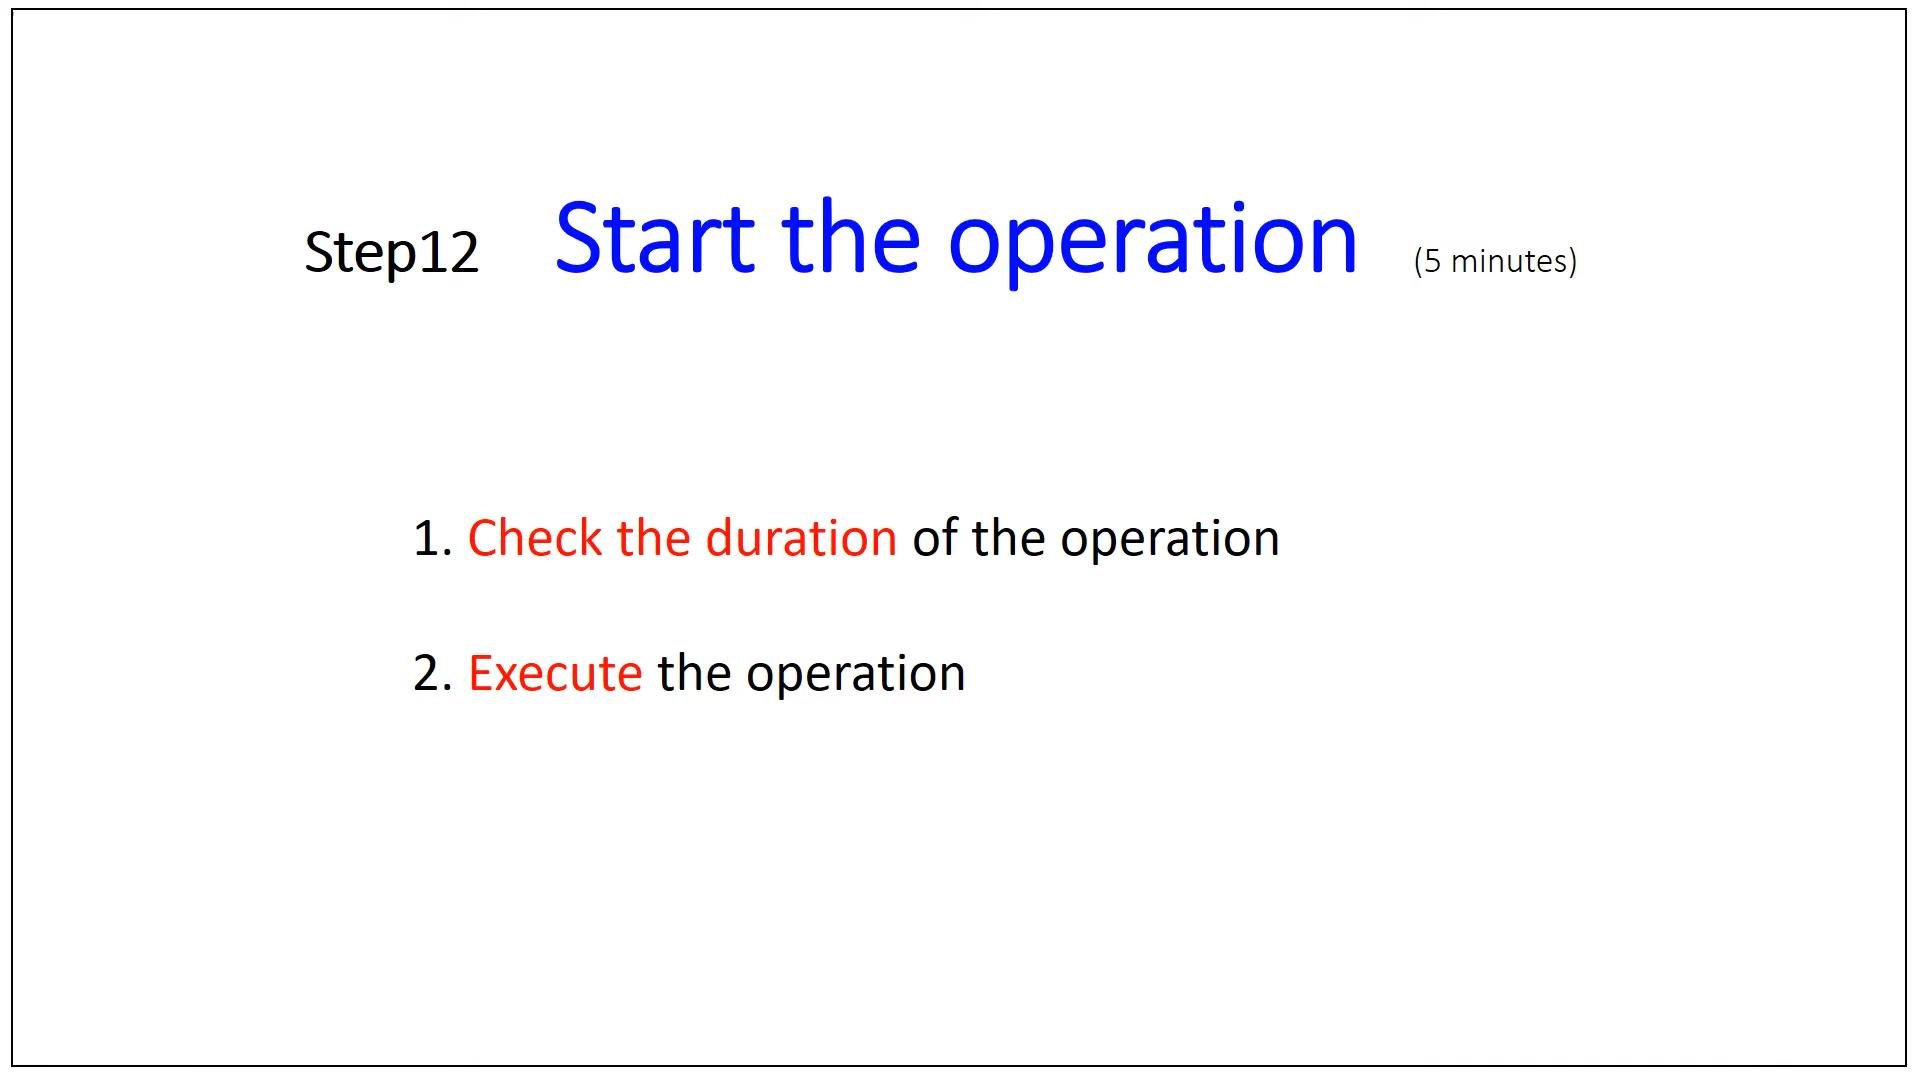 Step12 Start the operation (5 minutes)
1. Check the duration of the operation
2. Execute the operation